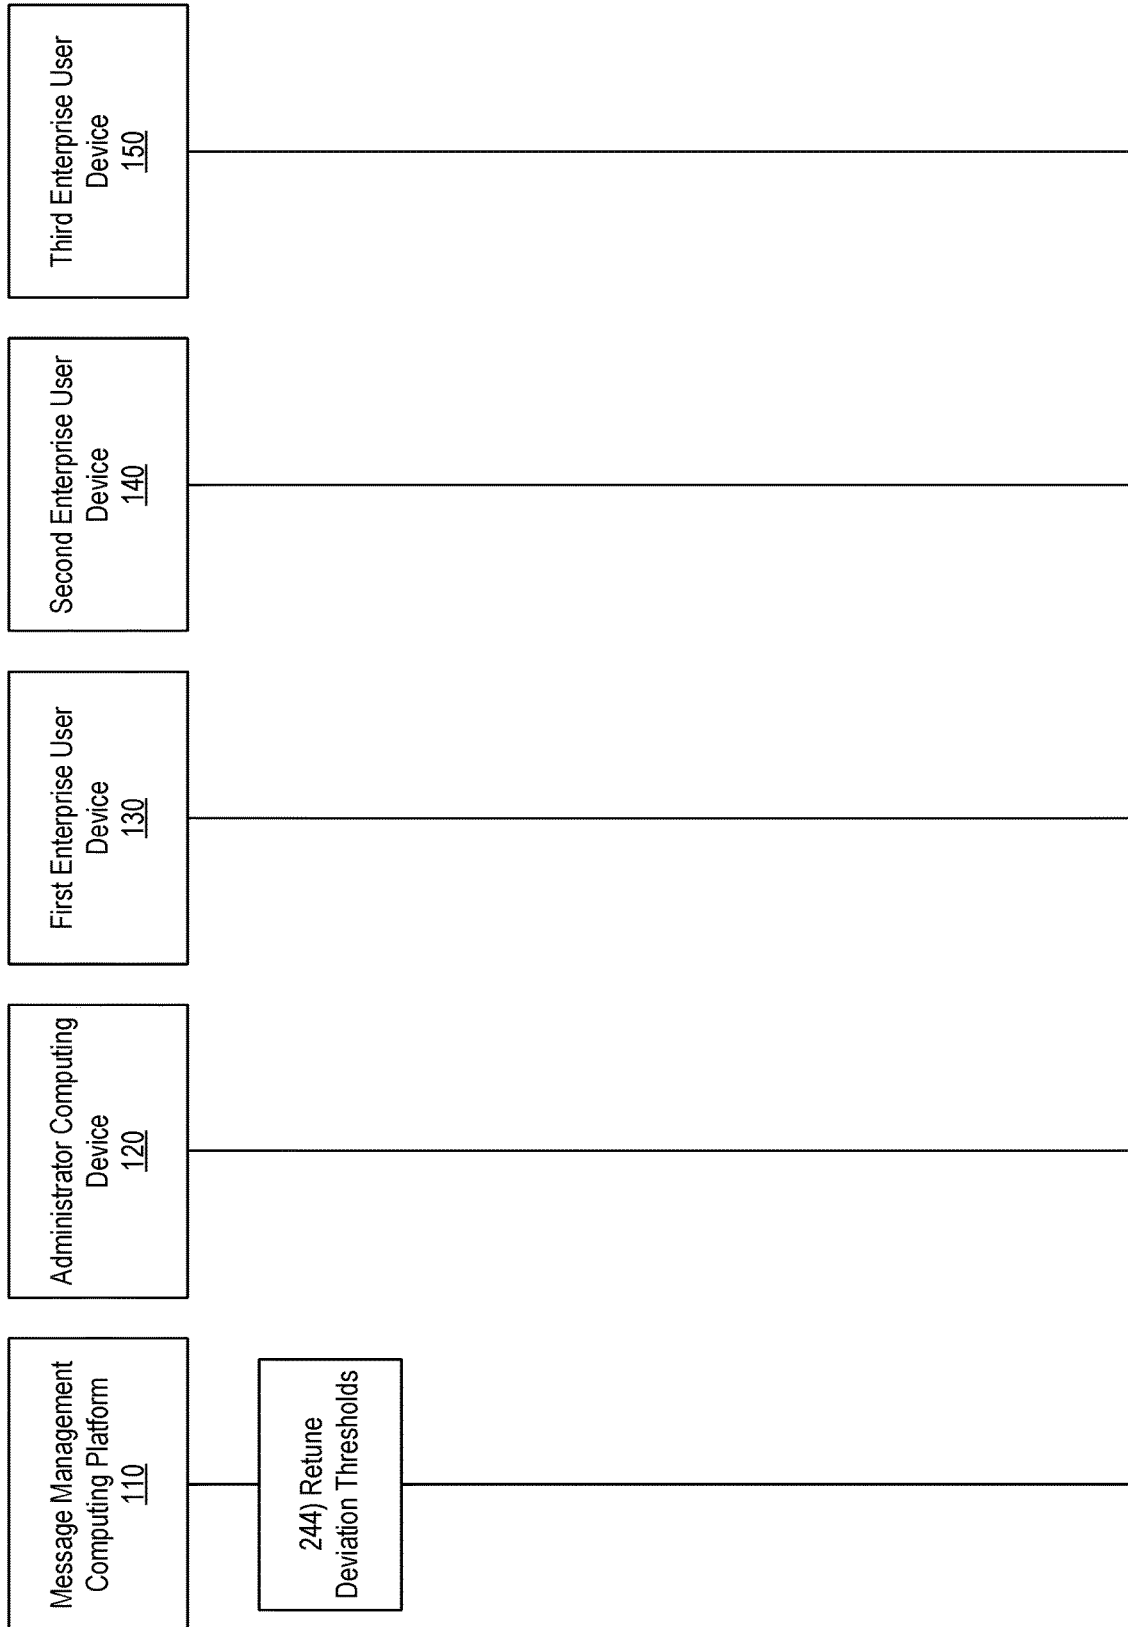 Message Management
Computing Platform
110
Administrator Computing
Device
120
First Enterprise User
Device
130
Second Enterprise User
Device
140
Third Enterprise User
Device
150
244) Retune
Deviation Thresholds